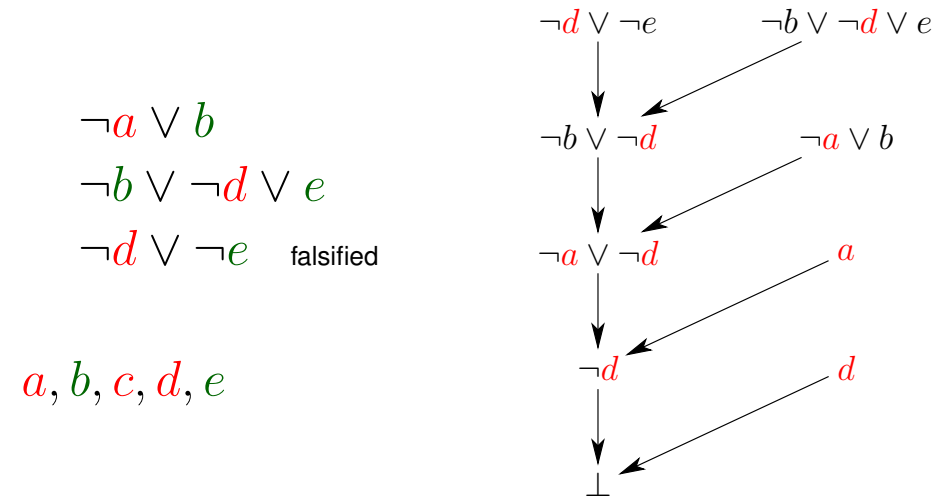 ¬a ∨ b
¬b ∨ ¬d ∨ e
¬d ∨ ¬e falsified
a, b, c, d, e
¬d ∨ ¬e ¬b ∨ ¬d ∨ e
¬b ∨ ¬d ¬a ∨ b
¬a ∨ ¬d a
¬d d
⊥